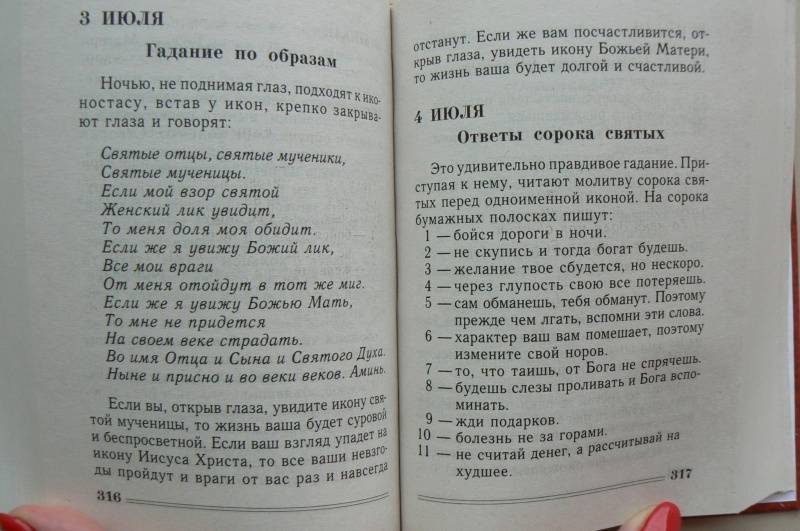 3 ИЮЛЯ
Гадание по образам
Ночью, не поднимая глаз, подходят к ико-
ностасу, встав у икон, крепко закрыва-
ют глаза и говорят:
Святые отцы, святые мученики,
Святые мученицы.
Если мой взор святой
Женский лик увидит,
То меня доля моя обидит.
Если же я увижу Божий лик,
Все мои враги
От меня отойдут в тот же миг.
Если же я увижу Божью Мать,
То мне не придется
На своем веке страдать.
Во имя Отца и Сына и Святого Духа.
Ныне и присно и во веки веков. Аминь.
Если вы, открыв глаза, увидите икону свя-
той мученицы, то жизнь ваша будет суровой
и беспросветной. Если ваш взгляд упадет на
икону Иисуса Христа, то все ваши невзго-
ды пройдут и враги от вас раз и навсегда
316
отстанут. Если же вам посчастливится, от-
крыв глаза, увидеть икону Божьей Матери,
то жизнь ваша будет долгой и счастливой.
4 ИЮЛЯ
Ответы сорока святых
Это удивительно правдивое гадание. При-
ступая к нему, читают молитву сорока свя-
тых перед одноименной иконой. На сорока
бумажных полосках пишут:
1 — бойся дороги в ночи.
2 — не скупись и тогда богат будешь.
3 — желание твое сбудется, но нескоро.
4 — через глупость свою все потеряешь.
5 — сам обманешь, тебя обманут. Поэтому
прежде чем лгать, вспомни эти слова.
6 — характер ваш вам помешает, поэтому
измените свой норов.
7 — то, что таишь, от Бога не спрячешь.
8 — будешь слезы проливать и Бога вспо-
минать.
9 — жди подарков.
10 — болезнь не за горами.
11 — не считай денег, а рассчитывай на
худшее.
317